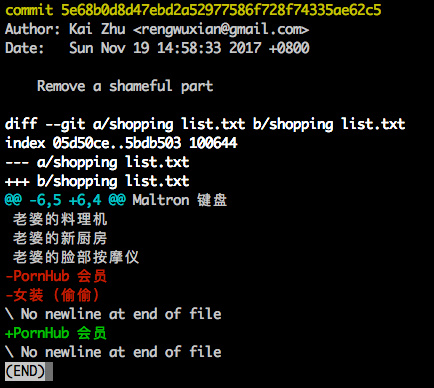 commit 5e68b0d8d47ebd2a52977586f728f74335ae62c5
Author: Kai Zhu <rengwuxian@gmail.com>
Date:   Sun Nov 19 14:58:33 2017 +0800
    Remove a shameful part
diff --git a/shopping list.txt b/shopping list.txt
index 05d50ce..5bdb503 100644
--- a/shopping list.txt
+++ b/shopping list.txt
@@ -6,5 +6,4 @@ Maltron 键盘
 老婆的料理机
 老婆的新厨房
 老婆的脸部按摩仪
-PornHub 会员
-女装（偷偷）
\ No newline at end of file
+PornHub 会员
\ No newline at end of file
(END)